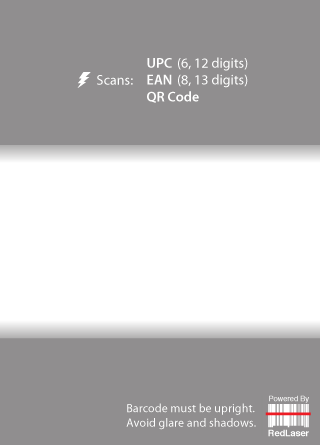 UPC (6, 12 digits)
Scans: EAN (8, 13 digits)
QR Code
Barcode must be upright.
Avoid glare and shadows.
Powered By
RedLaser